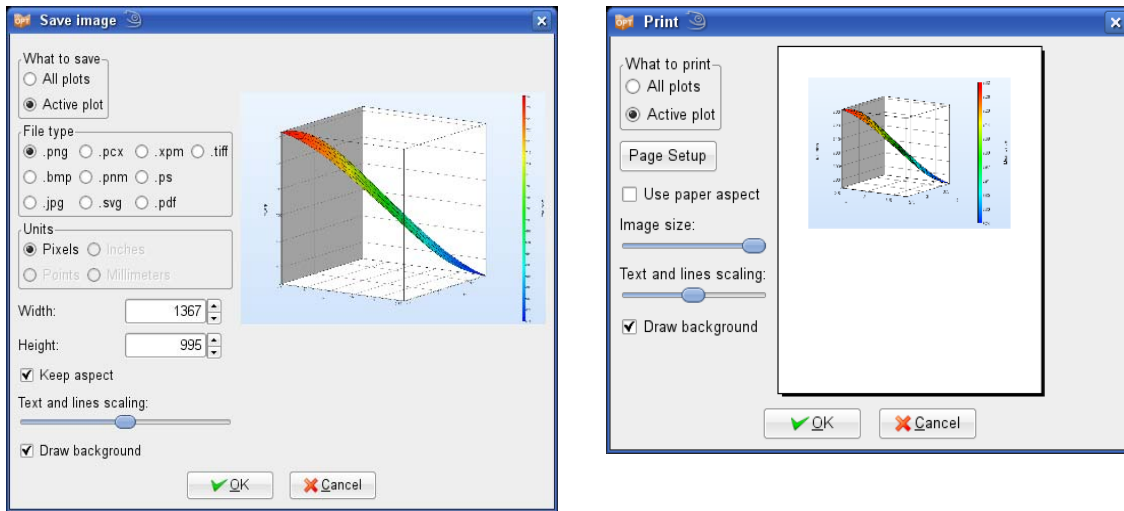 Save image
What to save
All plots
Active plot
File type
.png .pcx .xpm .tiff
.bmp .pnm .ps
.jpg .svg .pdf
Units
Pixels Inches
Points Millimeters
Width: 1367
Height: 995
Keep aspect
Text and lines scaling:
Draw background
OK Cancel
Print
What to print
All plots
Active plot
Page Setup
Use paper aspect
Image size:
Text and lines scaling:
Draw background
OK Cancel